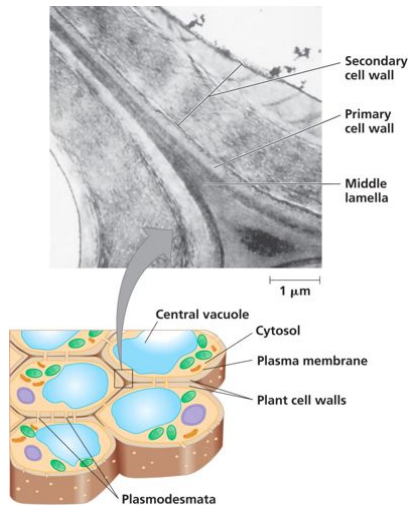 Secondary
cell wall
Primary
cell wall
Middle
lamella
1 μm
Central vacuole
Cytosol
Plasma membrane
Plant cell walls
Plasmodesmata